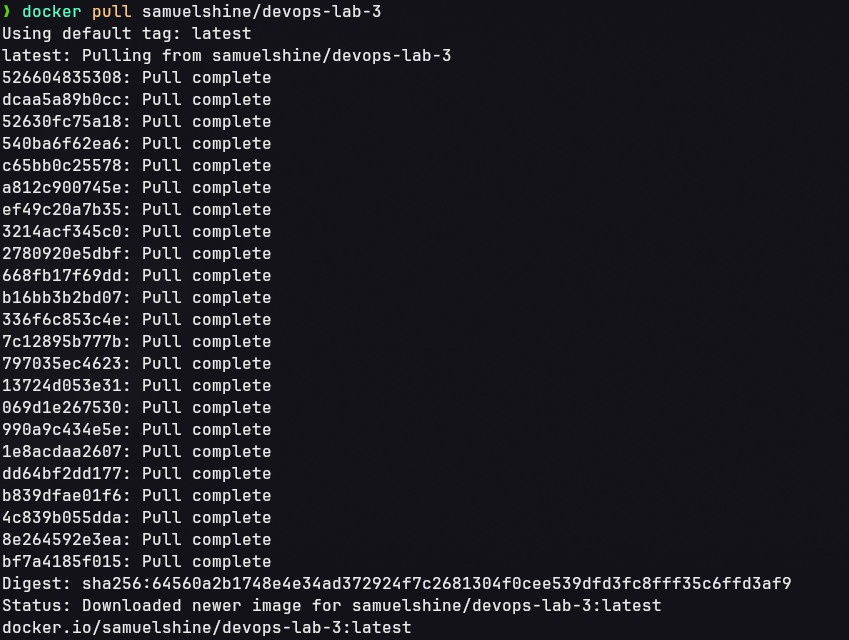 ❯ docker pull samuelshine/devops-lab-3
Using default tag: latest
latest: Pulling from samuelshine/devops-lab-3
526604835308: Pull complete
dcaa5a89b0cc: Pull complete
52630fc75a18: Pull complete
540ba6f62ea6: Pull complete
c65bb0c25578: Pull complete
a812c900745e: Pull complete
ef49c20a7b35: Pull complete
3214acf345c0: Pull complete
2780920e5dbf: Pull complete
668fb17f69dd: Pull complete
b16bb3b2bd07: Pull complete
336f6c853c4e: Pull complete
7c12895b777b: Pull complete
797035ec4623: Pull complete
13724d053e31: Pull complete
069d1e267530: Pull complete
990a9c434e5e: Pull complete
1e8acdaa2607: Pull complete
dd64bf2dd177: Pull complete
b839dfae01f6: Pull complete
4c839b055dda: Pull complete
8e264592e3ea: Pull complete
bf7a4185f015: Pull complete
Digest: sha256:64560a2b1748e4e34ad372924f7c2681304f0cee539dfd3fc8fff35c6ffd3af9
Status: Downloaded newer image for samuelshine/devops-lab-3:latest
docker.io/samuelshine/devops-lab-3:latest